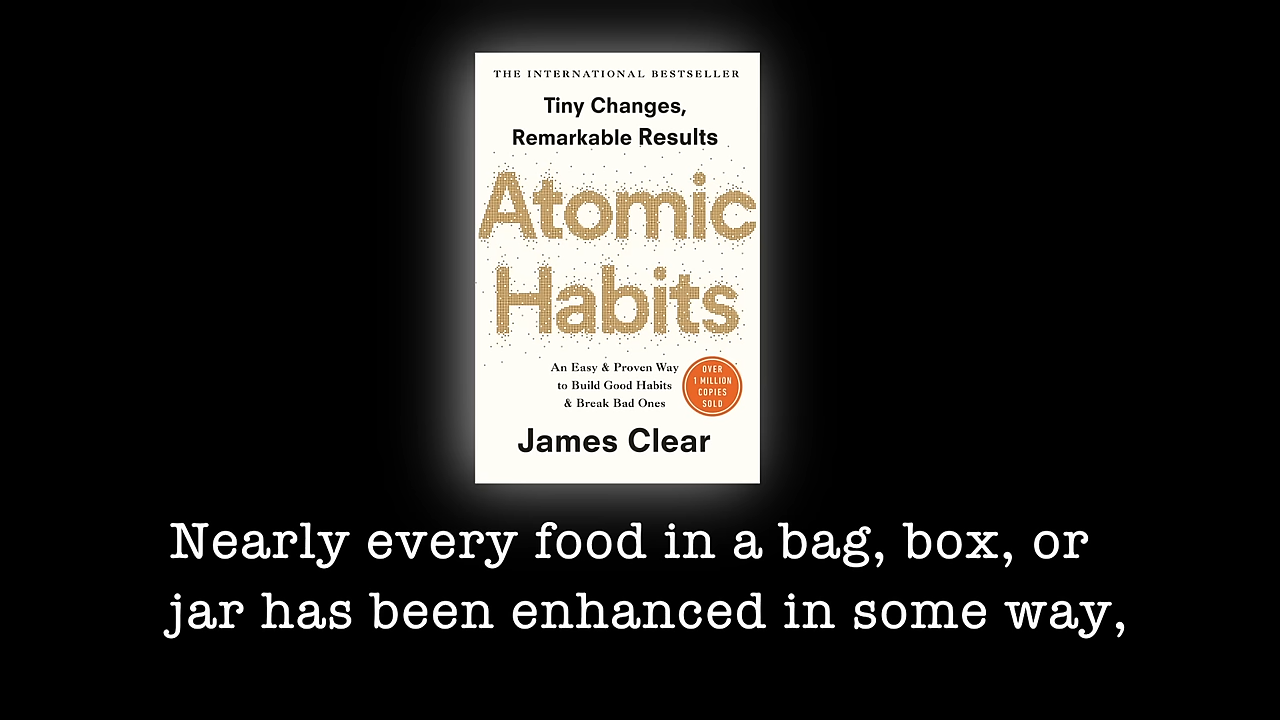 THE INTERNATIONAL BESTSELLER
Tiny Changes,
Remarkable Results
Atomic
Habits
An Easy & Proven Way
to Build Good Habits
& Break Bad Ones
OVER
1 MILLION
COPIES
SOLD
James Clear
Nearly every food in a bag, box, or
jar has been enhanced in some way,